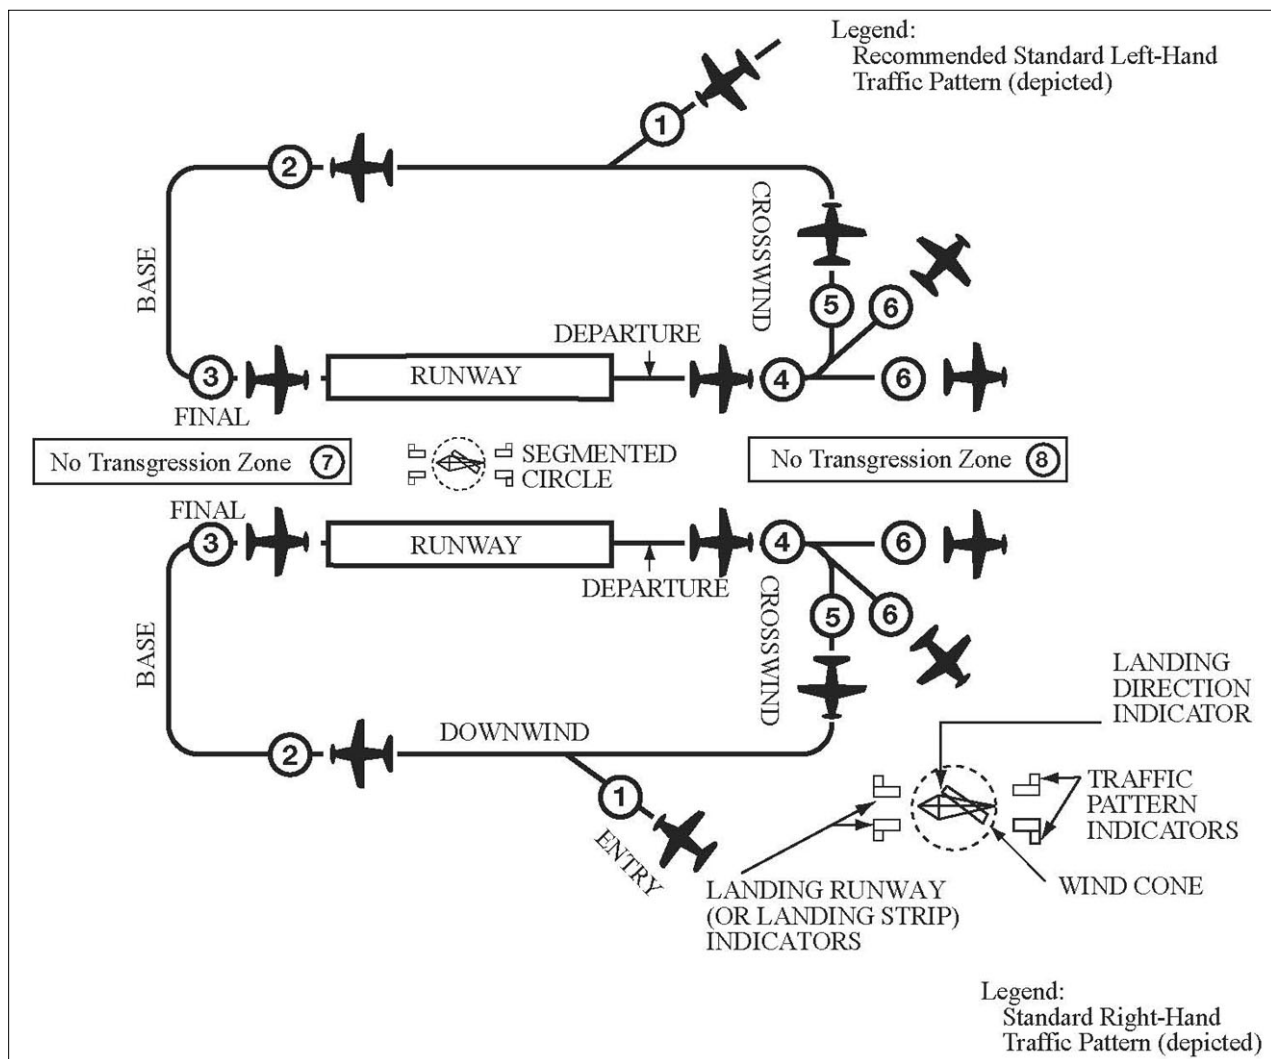 Legend:
Recommended Standard Left-Hand
Traffic Pattern (depicted)
1
2
CROSSWIND
BASE
5
6
DEPARTURE
3
RUNWAY
4
6
FINAL
No Transgression Zone 7
SEGMENTED
CIRCLE
No Transgression Zone 8
FINAL
3
RUNWAY
4
6
DEPARTURE
CROSSWIND
BASE
5
6
2
DOWNWIND
1
ENTRY
LANDING
DIRECTION
INDICATOR
TRAFFIC
PATTERN
INDICATORS
WIND CONE
LANDING RUNWAY
(OR LANDING STRIP)
INDICATORS
Legend:
Standard Right-Hand
Traffic Pattern (depicted)